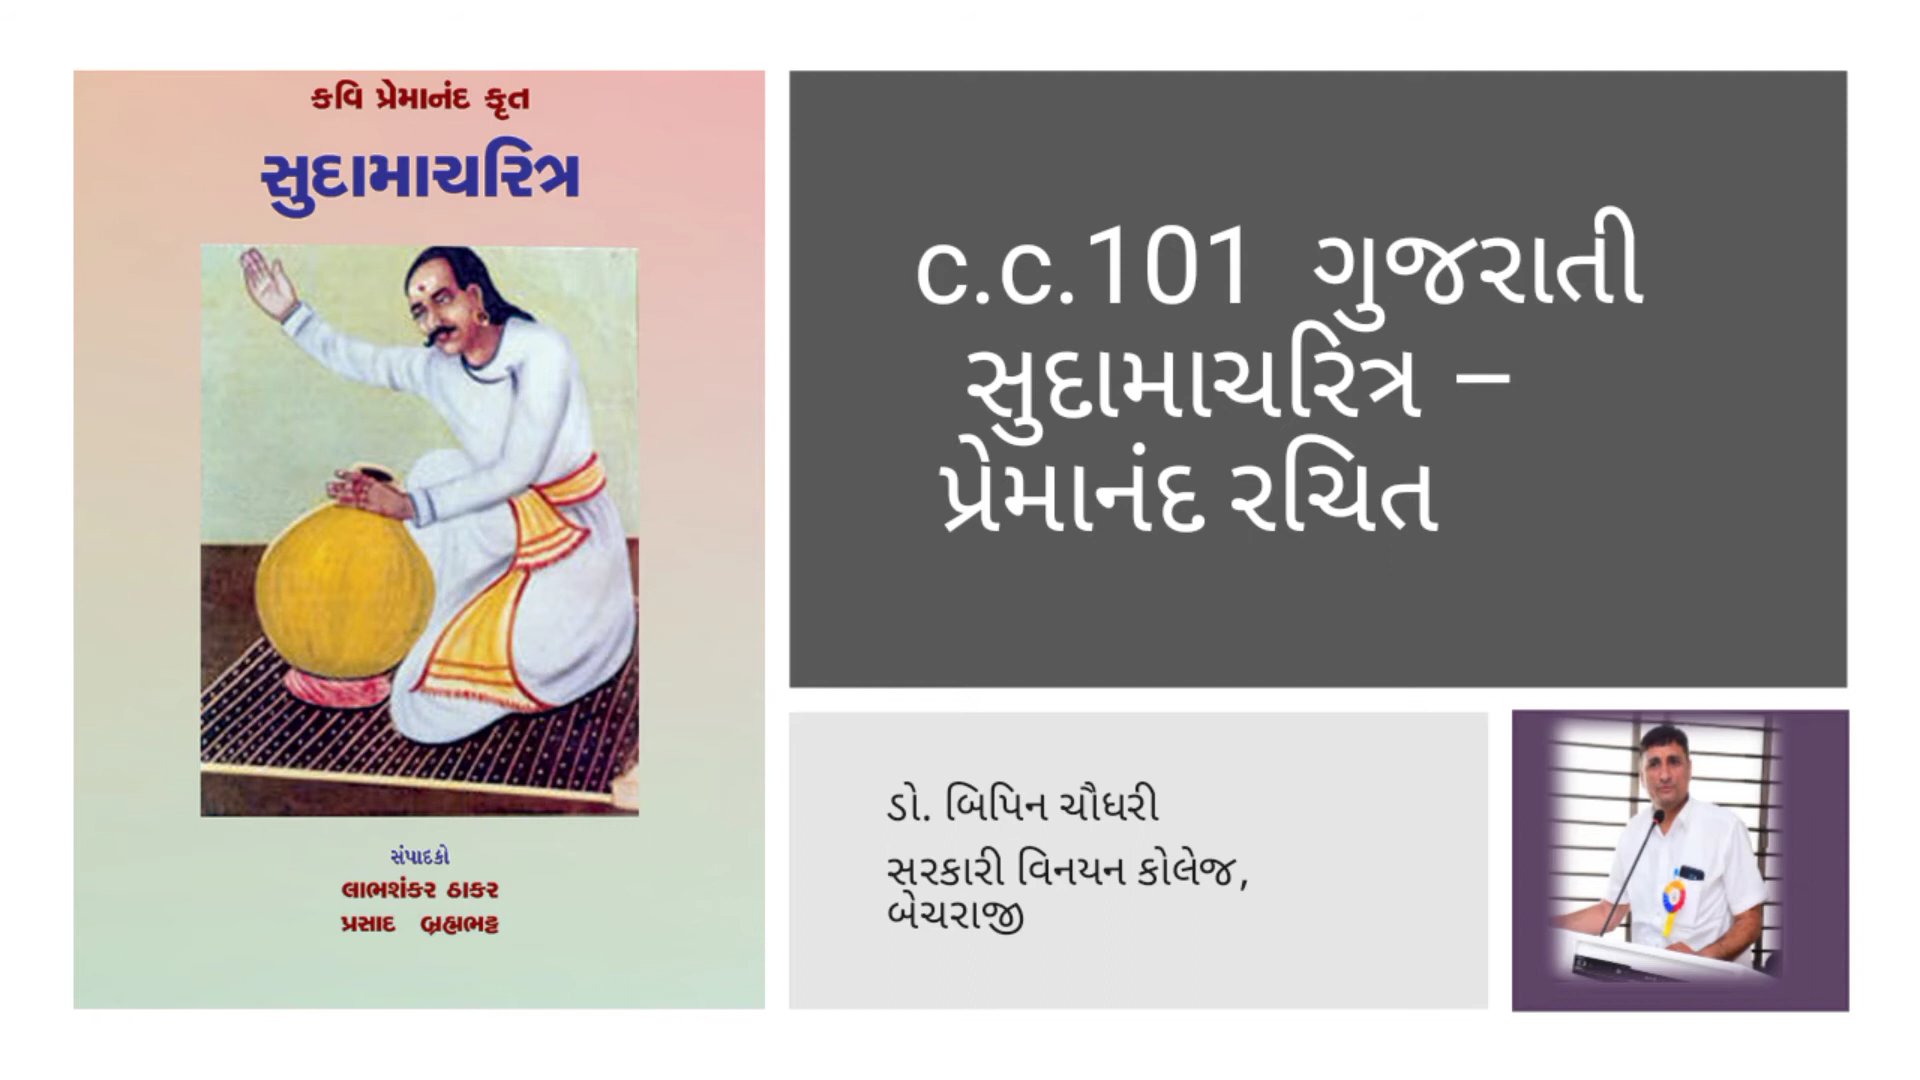 કવિ પ્રેમાનંદ કૃત
સુદામાચરિત્ર
સંપાદકો
લાભશંકર ઠાકર
પ્રસાદ બ્રહ્મભટ્ટ
c.c.101 ગુજરાતી
સુદામાચરિત્ર –
પ્રેમાનંદ રચિત
ડો. બિપિન ચૌધરી
સરકારી વિનયન કોલેજ,
બેચરાજી